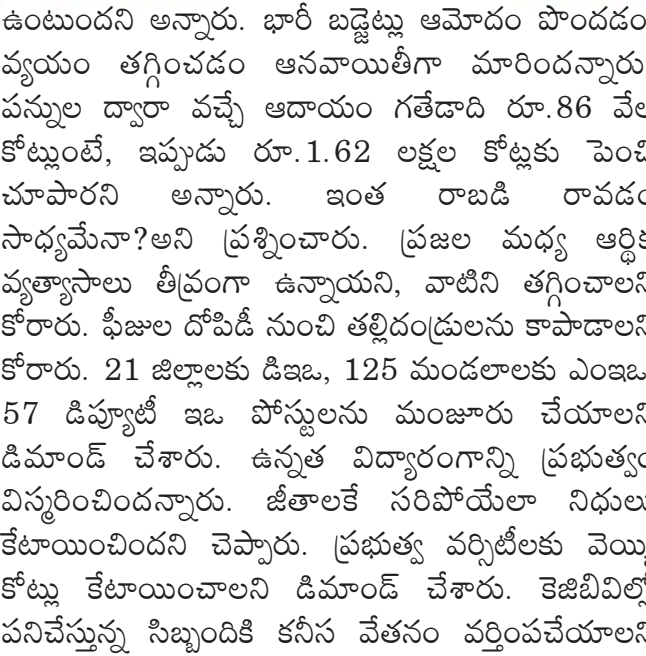 ఉంటుందని అన్నారు. భారీ బడ్జెట్లు ఆమోదం పొందడం
వ్యయం తగ్గించడం ఆనవాయితీగా మారిందన్నారు
పన్నుల ద్వారా వచ్చే ఆదాయం గతేడాది రూ.86 వేల
కోట్లుంటే, ఇప్పుడు రూ.1.62 లక్షల కోట్లకు పెంచి
చూపారని అన్నారు. ఇంత రాబడి రావడం
సాధ్యమేనా?అని ప్రశ్నించారు. ప్రజల మధ్య ఆర్థిక
వ్యత్యాసాలు తీవ్రంగా ఉన్నాయని, వాటిని తగ్గించాలని
కోరారు. ఫీజుల దోపిడీ నుంచి తల్లిదండ్రులను కాపాడాలని
కోరారు. 21 జిల్లాలకు డిఇఒ, 125 మండలాలకు ఎంఇఒ
57 డిప్యూటీ ఇఒ పోస్టులను మంజూరు చేయాలని
డిమాండ్ చేశారు. ఉన్నత విద్యారంగాన్ని ప్రభుత్వం
విస్మరించిందన్నారు. జీతాలకే సరిపోయేలా నిధులు
కేటాయించిందని చెప్పారు. ప్రభుత్వ వర్సిటీలకు వెయ్యి
కోట్లు కేటాయించాలని డిమాండ్ చేశారు. కెజిబివిల్లో
పనిచేస్తున్న సిబ్బందికి కనీస వేతనం వర్తింపచేయాలని